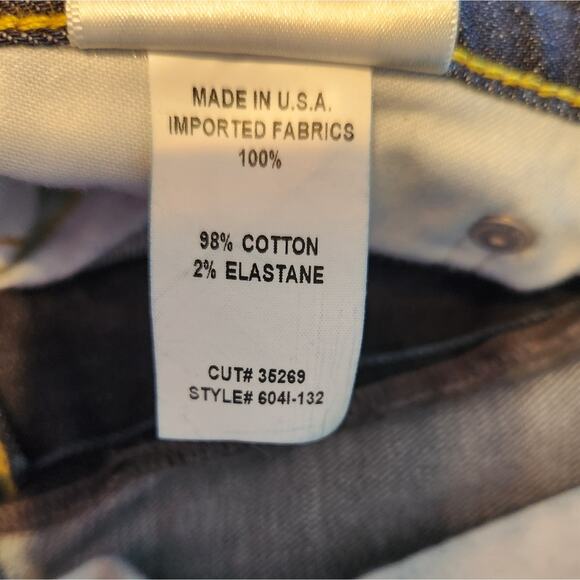 MADE IN U.S.A.
IMPORTED FABRICS
100%
98% COTTON
2% ELASTANE
CUT# 35269
STYLE# 604I-132